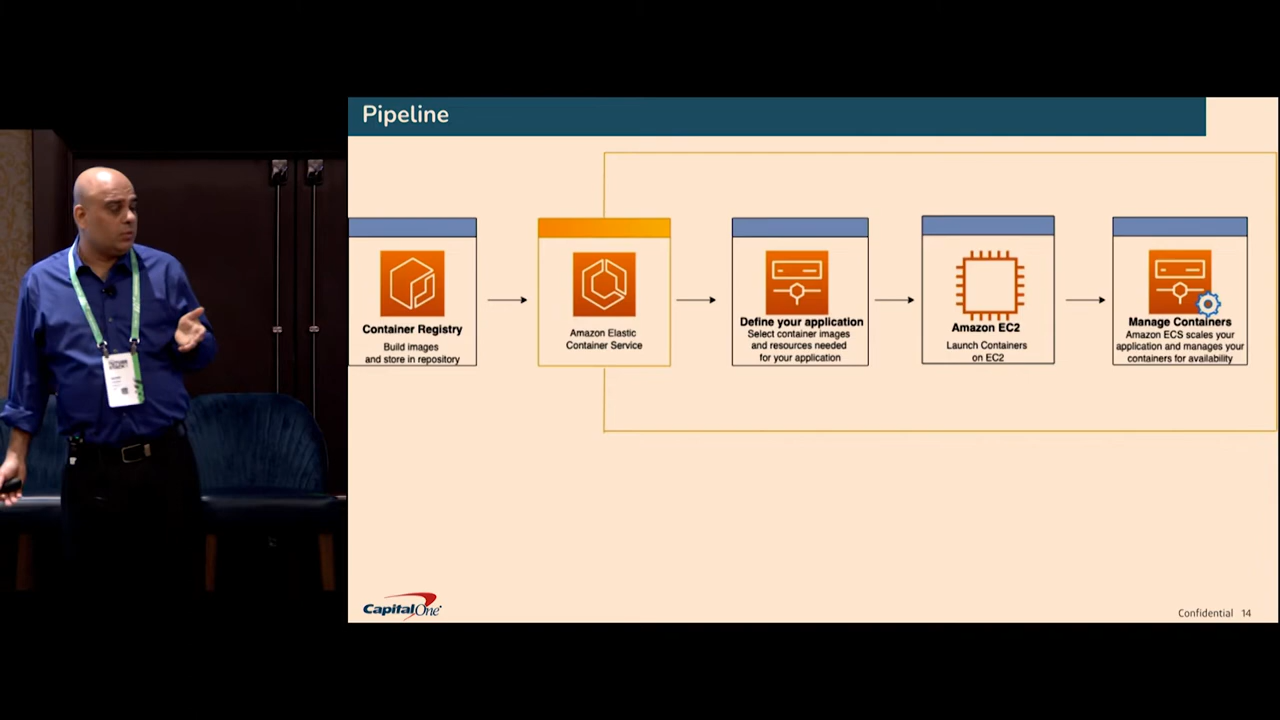 Pipeline
Container Registry
Build images
and store in repository
Amazon Elastic
Container Service
Define your application
Select container images
and resources needed
for your application
Amazon EC2
Launch Containers
on EC2
Manage Containers
Amazon ECS scales your
application and manages your
containers for availability
CapitalOne
Confidential 14